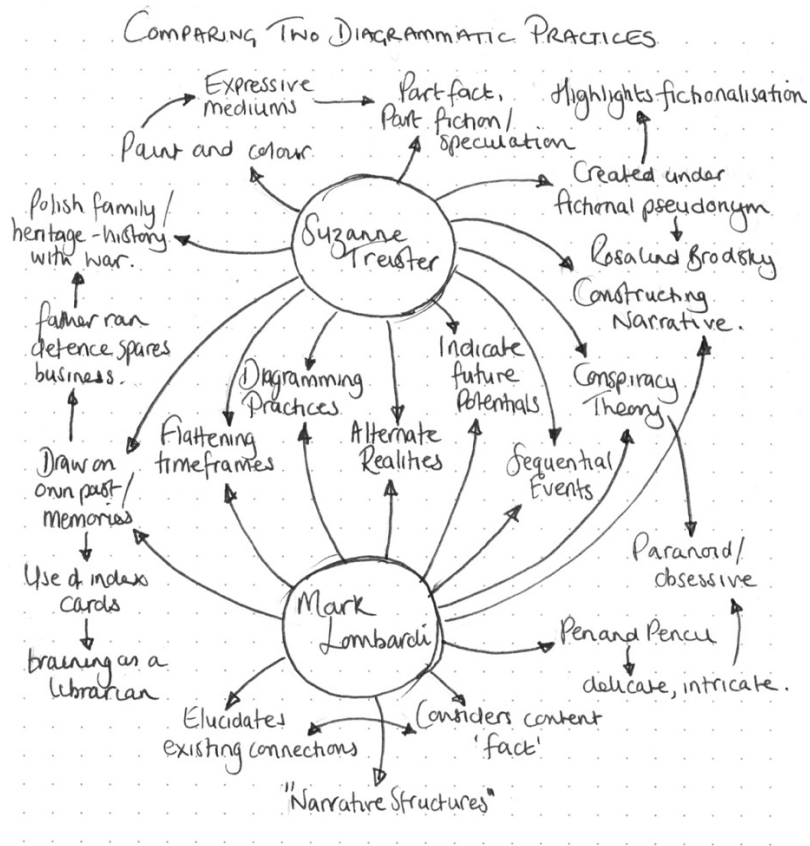 COMPARING TWO DIAGRAMMATIC PRACTICES
Expressive
mediums
Part fact,
Part fiction/
speculation
Highlights fichonalisation
Paint and colour
Created under
fictional pseudonym
Rosalind Brodsky
Polish family/
heritage - history
with war.
Suzanne
Treister
Constructing
Narrative.
father ran
defence spares
business.
Diagramming
Practices
Indicate
future
Potentials
Conspiracy
Theory
Flattening
timeframes
Alternate
Realities
Sequential
Events
Draw on
own past/
memories
Paranoid/
obsessive
Use of index
cards
Mark
Lombardi
Pen and Pencil
training as a
librarian
delicate, intricate.
Elucidates
existing connections
Considers content
'fact'
"Narrative Structures"